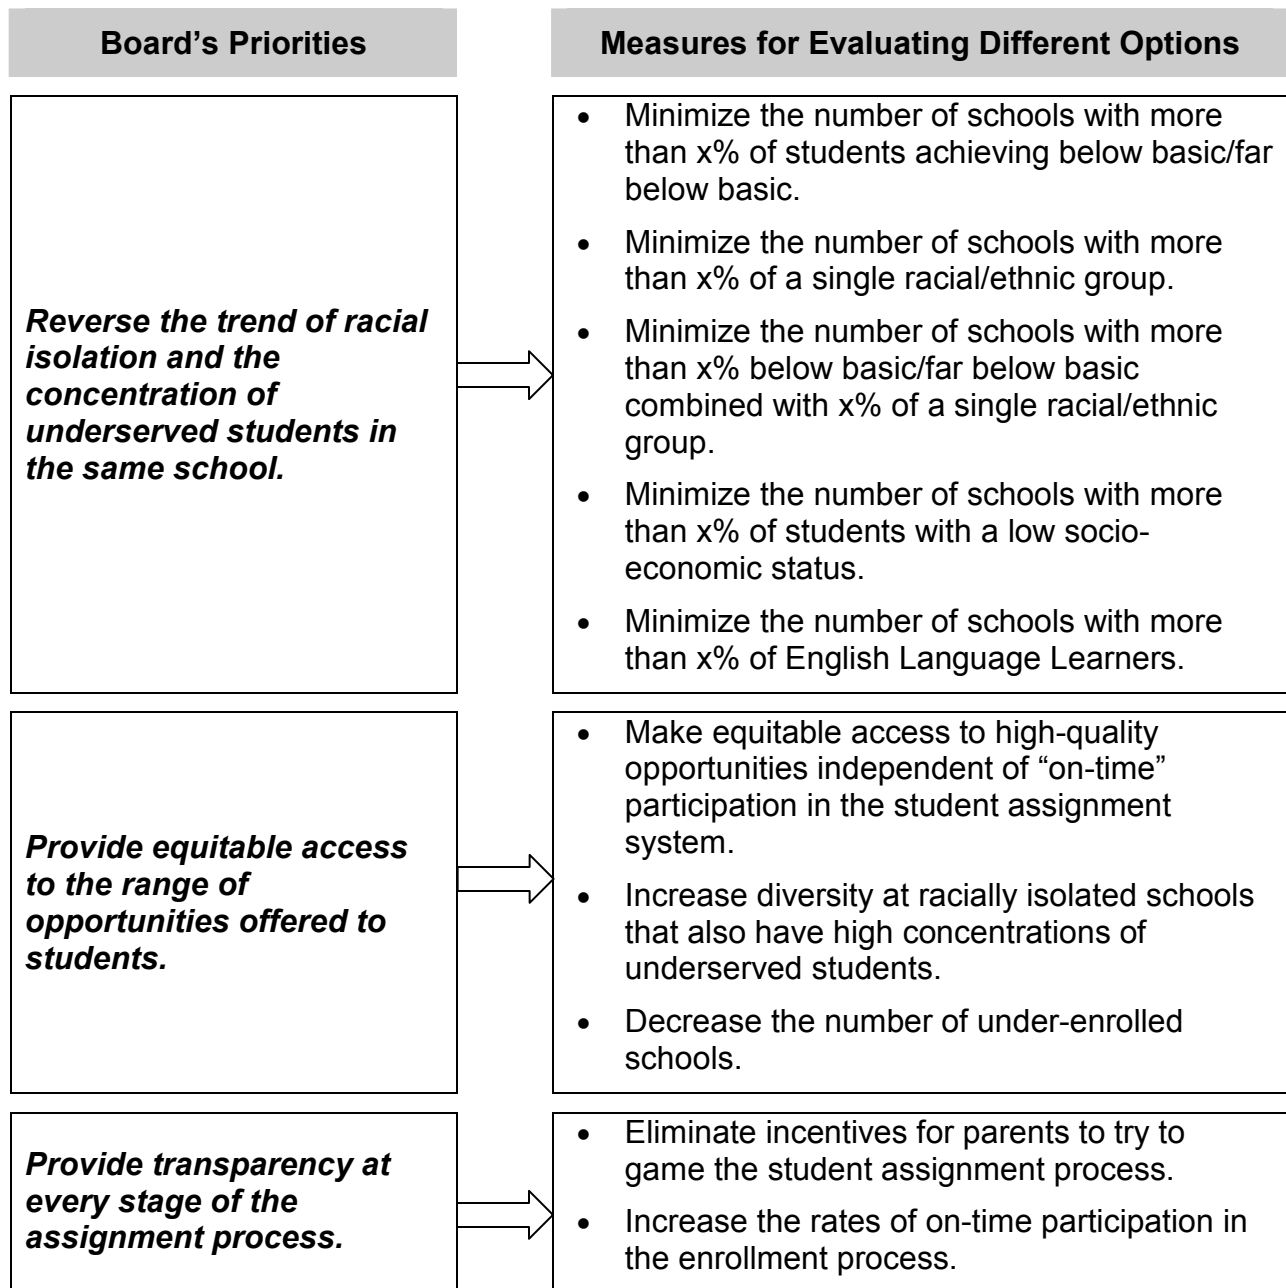 Board’s Priorities
Measures for Evaluating Different Options
Reverse the trend of racial
isolation and the
concentration of
underserved students in
the same school.
• Minimize the number of schools with more
than x% of students achieving below basic/far
below basic.
• Minimize the number of schools with more
than x% of a single racial/ethnic group.
• Minimize the number of schools with more
than x% below basic/far below basic
combined with x% of a single racial/ethnic
group.
• Minimize the number of schools with more
than x% of students with a low socio-
economic status.
• Minimize the number of schools with more
than x% of English Language Learners.
Provide equitable access
to the range of
opportunities offered to
students.
• Make equitable access to high-quality
opportunities independent of “on-time”
participation in the student assignment
system.
• Increase diversity at racially isolated schools
that also have high concentrations of
underserved students.
• Decrease the number of under-enrolled
schools.
Provide transparency at
every stage of the
assignment process.
• Eliminate incentives for parents to try to
game the student assignment process.
• Increase the rates of on-time participation in
the enrollment process.